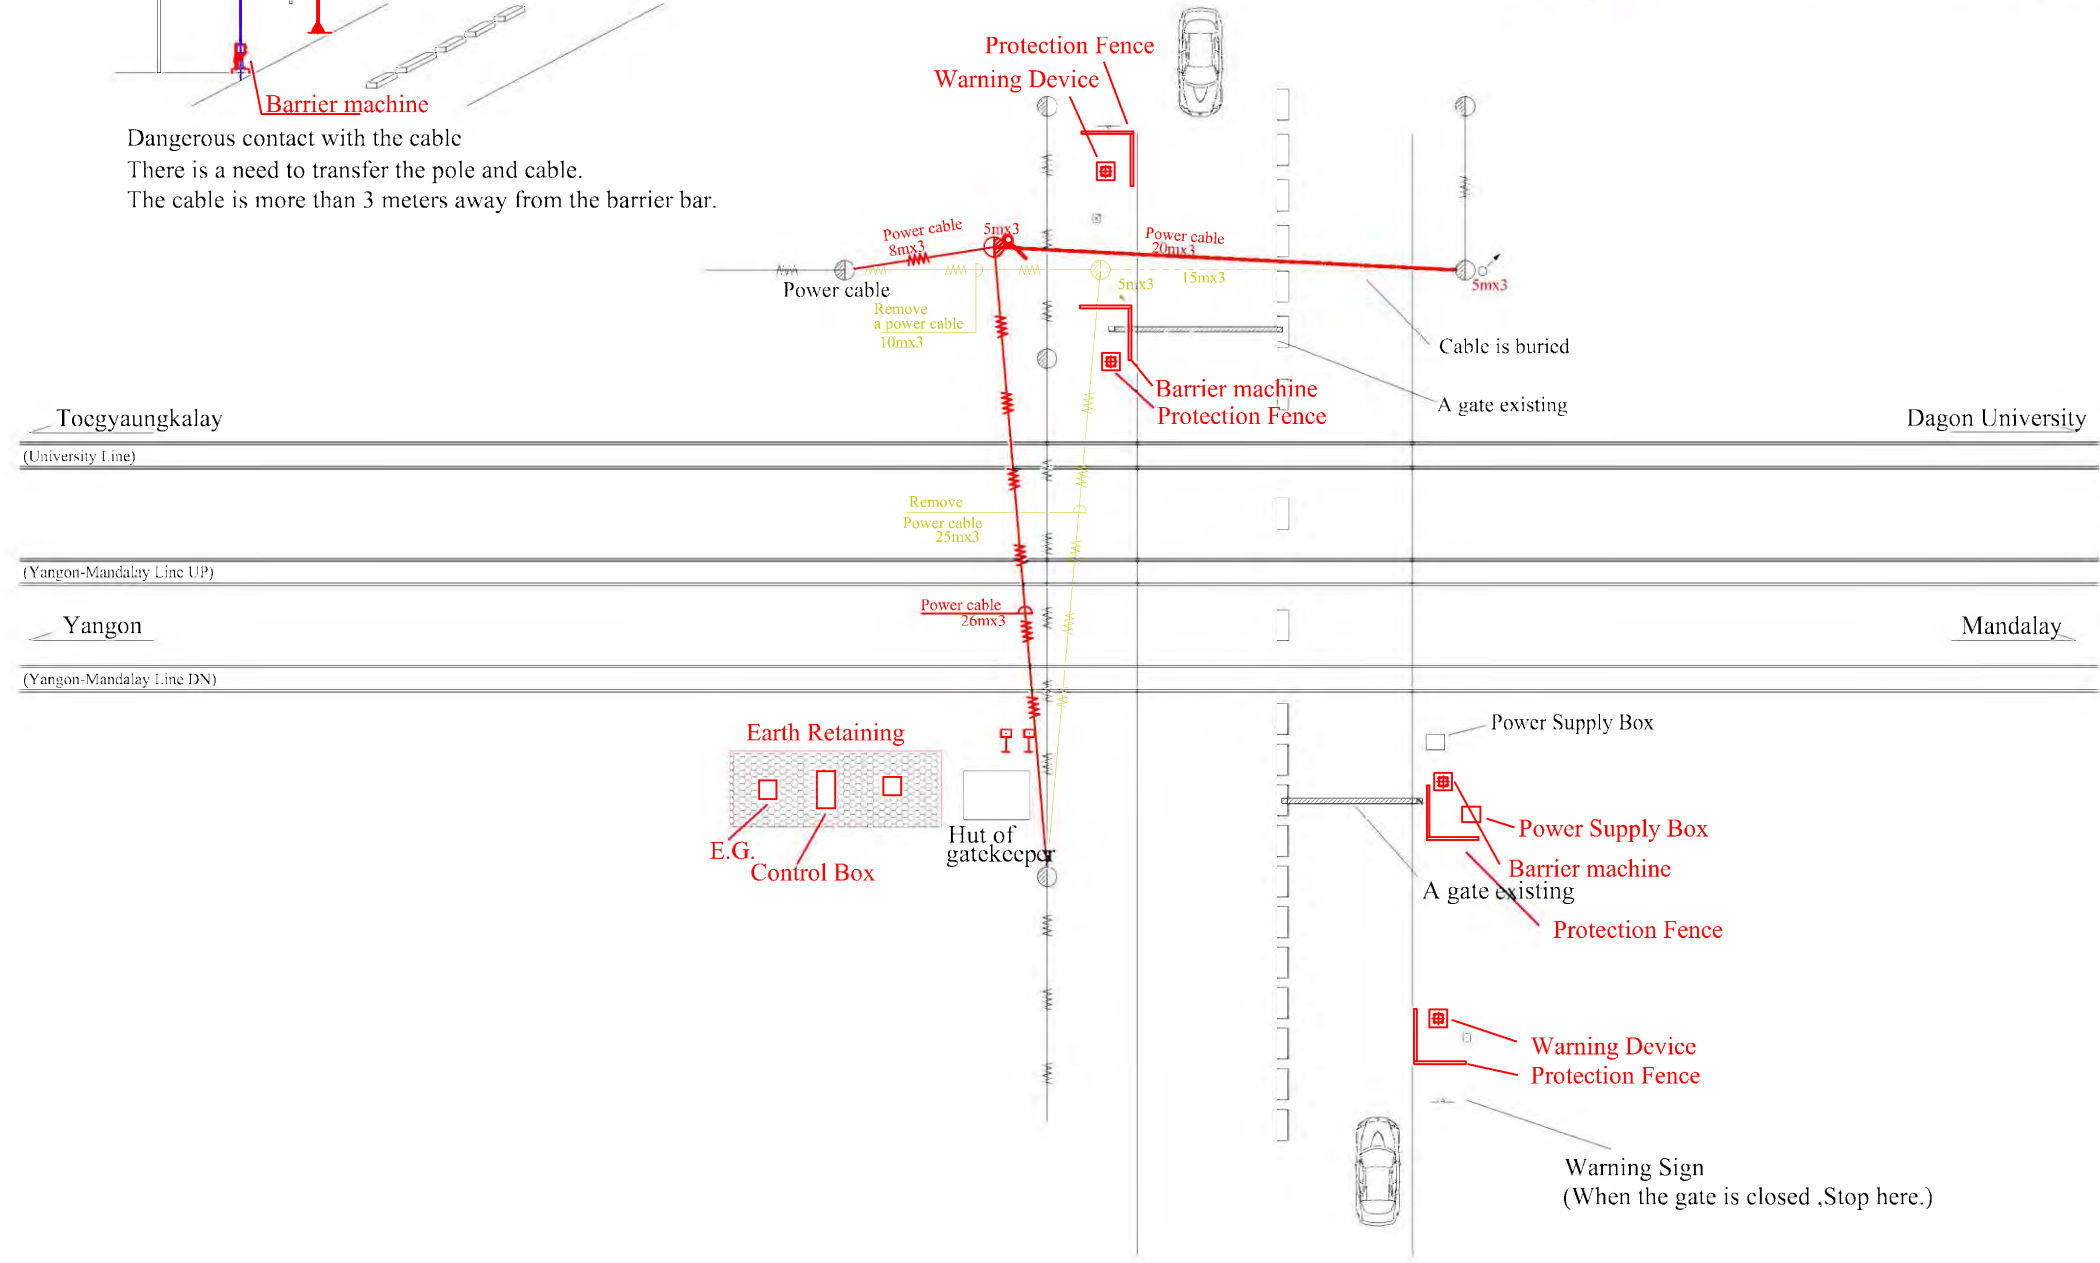 Protection Fence
Warning Device
Barrier machine
Dangerous contact with the cable
There is a need to transfer the pole and cable.
The cable is more than 3 meters away from the barrier bar.
Power cable
8mx3
5mx3
Power cable
20mx3
Power cable
5mx3
15mx3
5mx3
Remove
a power cable
10mx3
Cable is buried
Barrier machine
Protection Fence
A gate existing
Tocgyaungkalay
Dagon University
(University Line)
Remove
Power cable
25mx3
(Yangon-Mandalay Line UP)
Power cable
26mx3
Yangon
Mandalay
(Yangon-Mandalay Line DN)
Earth Retaining
Power Supply Box
E.G.
Control Box
Hut of
gatekeeper
Power Supply Box
Barrier machine
A gate existing
Protection Fence
Warning Device
Protection Fence
Warning Sign
(When the gate is closed ,Stop here.)